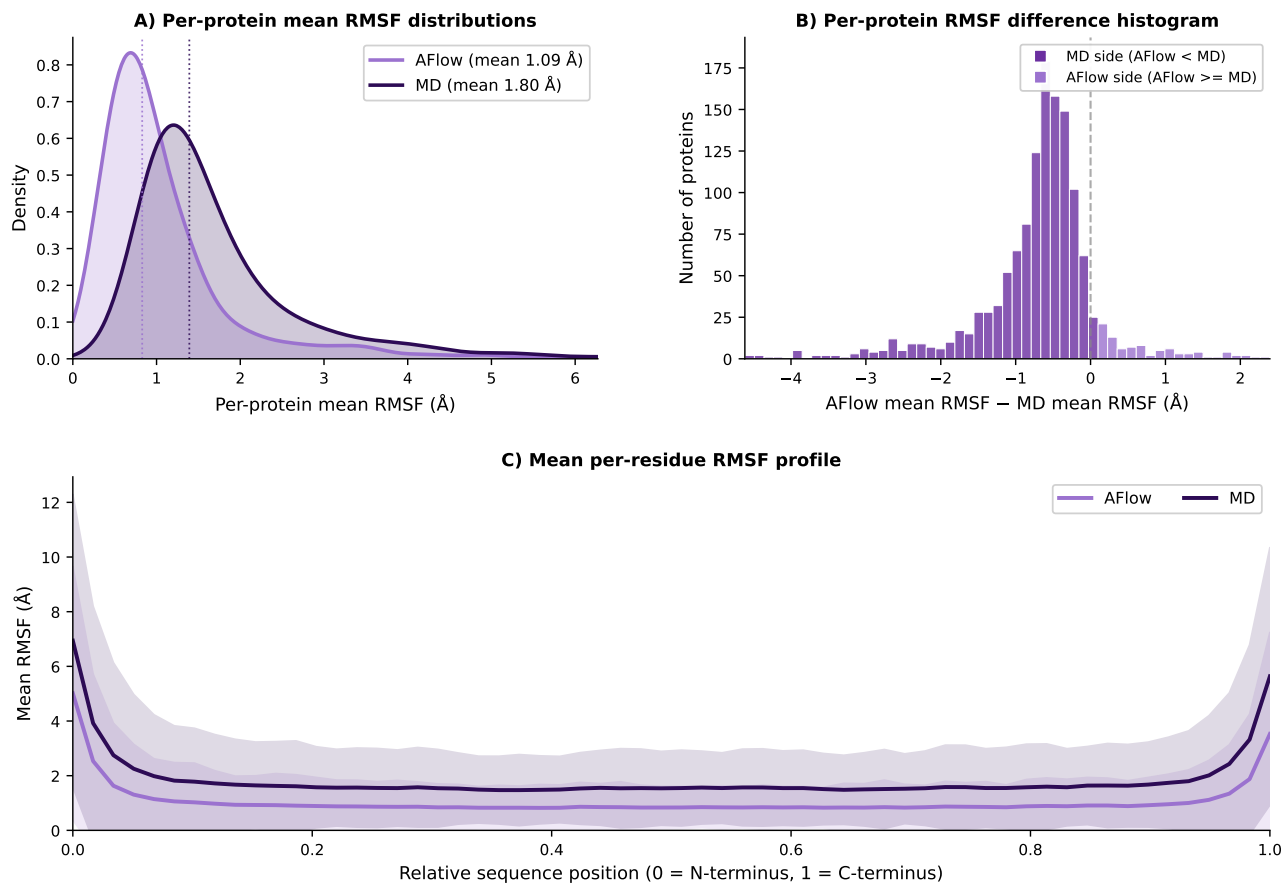 A) Per-protein mean RMSF distributions
AFlow (mean 1.09 Å)
MD (mean 1.80 Å)
Density
0.0
0.1
0.2
0.3
0.4
0.5
0.6
0.7
0.8
0
1
2
3
4
5
6
Per-protein mean RMSF (Å)
B) Per-protein RMSF difference histogram
MD side (AFlow < MD)
AFlow side (AFlow >= MD)
Number of proteins
0
25
50
75
100
125
150
175
−4
−3
−2
−1
0
1
2
AFlow mean RMSF − MD mean RMSF (Å)
C) Mean per-residue RMSF profile
AFlow
MD
Mean RMSF (Å)
0
2
4
6
8
10
12
0.0
0.2
0.4
0.6
0.8
1.0
Relative sequence position (0 = N-terminus, 1 = C-terminus)